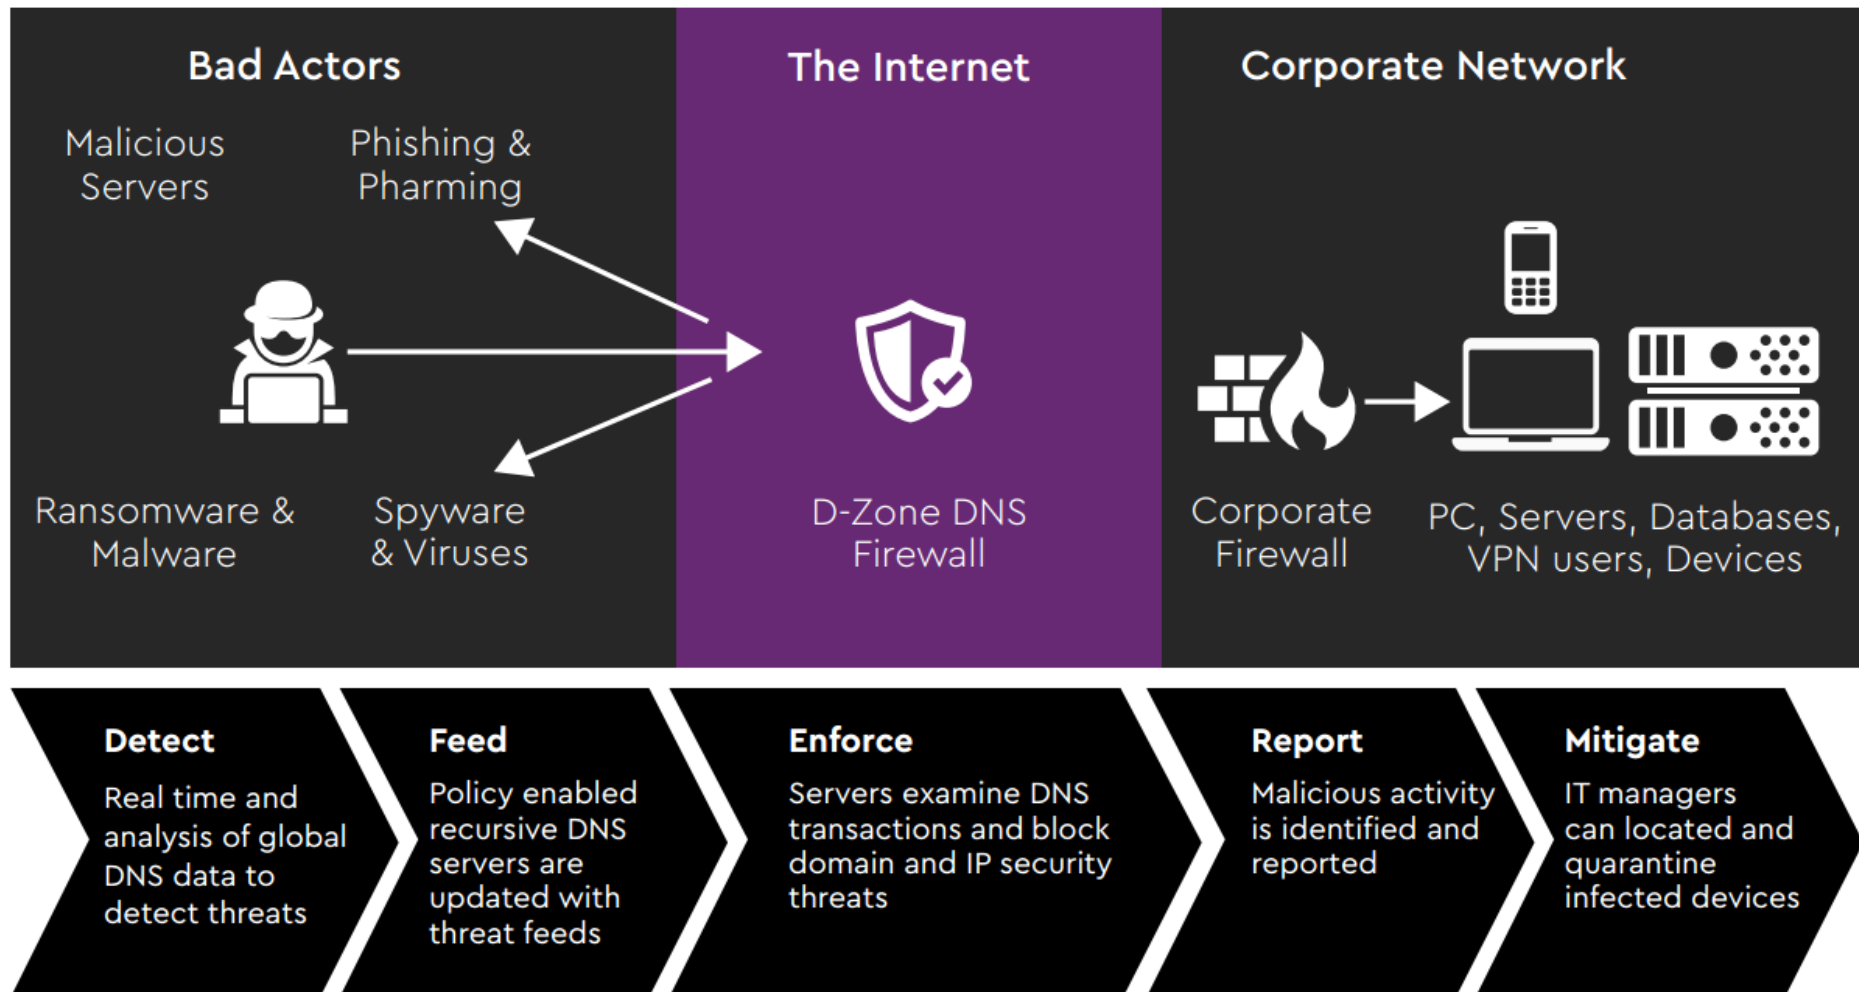 Bad Actors
Malicious
Servers
Phishing &
Pharming
Ransomware &
Malware
Spyware
& Viruses
The Internet
D-Zone DNS
Firewall
Corporate Network
Corporate
Firewall
PC, Servers, Databases,
VPN users, Devices
Detect
Real time and
analysis of global
DNS data to
detect threats
Feed
Policy enabled
recursive DNS
servers are
updated with
threat feeds
Enforce
Servers examine DNS
transactions and block
domain and IP security
threats
Report
Malicious activity
is identified and
reported
Mitigate
IT managers
can located and
quarantine
infected devices